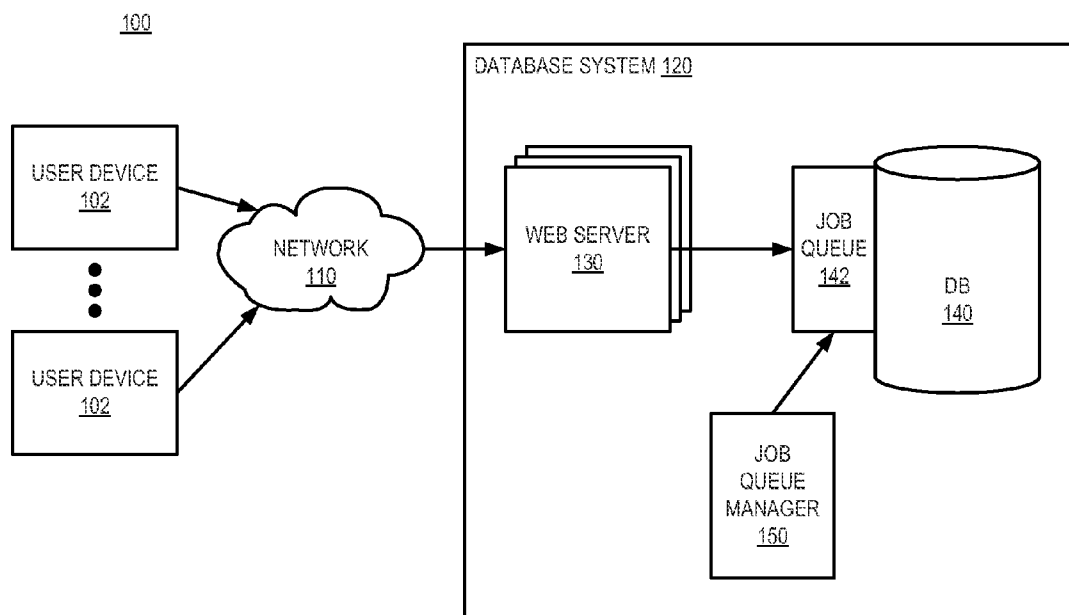 100
DATABASE SYSTEM 120
USER DEVICE
102
NETWORK
110
WEB SERVER
130
JOB
QUEUE
142
DB
140
USER DEVICE
102
JOB
QUEUE
MANAGER
150